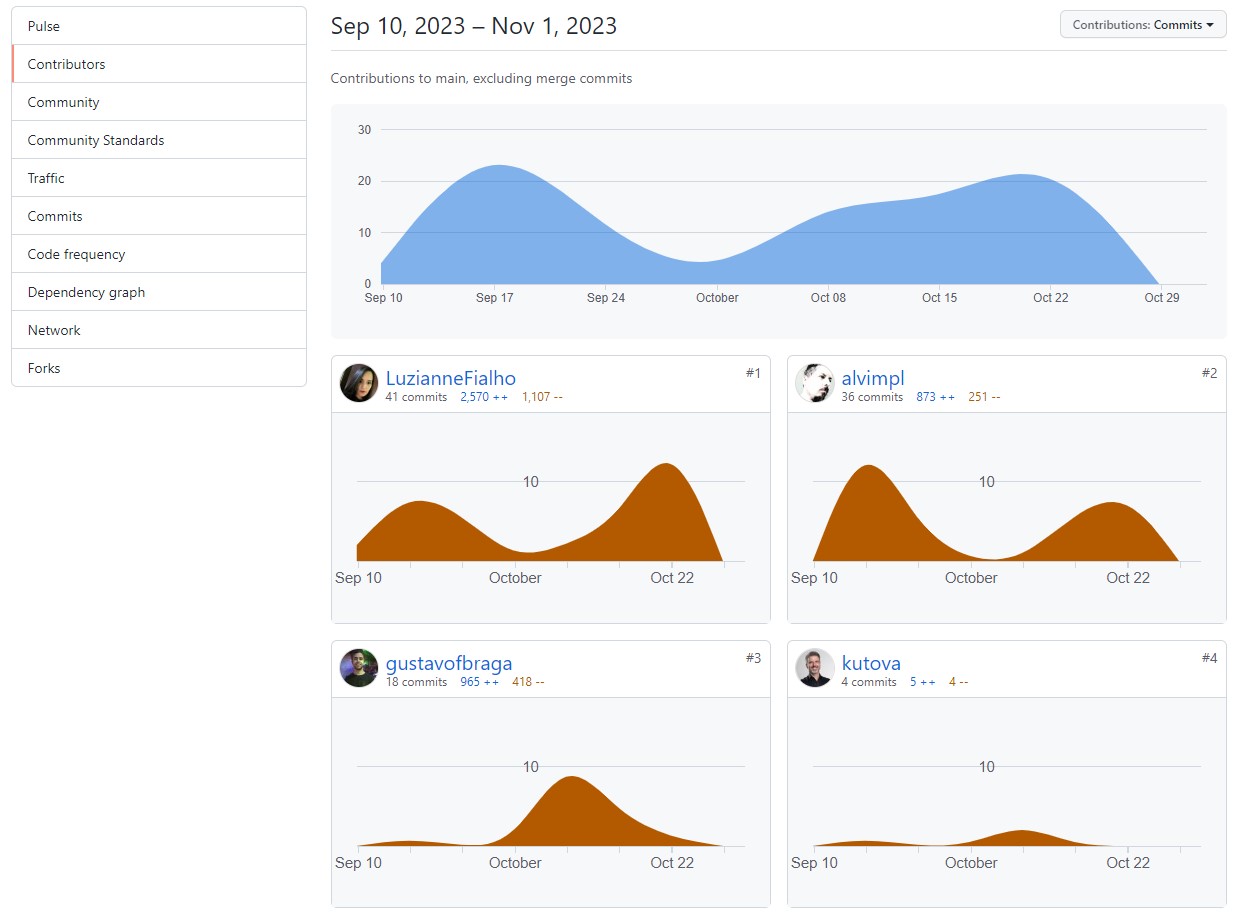 Pulse
Contributors
Community
Community Standards
Traffic
Commits
Code frequency
Dependency graph
Network
Forks
Sep 10, 2023 – Nov 1, 2023
Contributions: Commits
Contributions to main, excluding merge commits
30
20
10
0
Sep 10 Sep 17 Sep 24 October Oct 08 Oct 15 Oct 22 Oct 29
LuzianneFialho #1
41 commits 2,570 ++ 1,107 --
10
Sep 10 October Oct 22
alvimpl #2
36 commits 873 ++ 251 --
10
Sep 10 October Oct 22
gustavofbraga #3
18 commits 965 ++ 418 --
10
Sep 10 October Oct 22
kutova #4
4 commits 5 ++ 4 --
10
Sep 10 October Oct 22